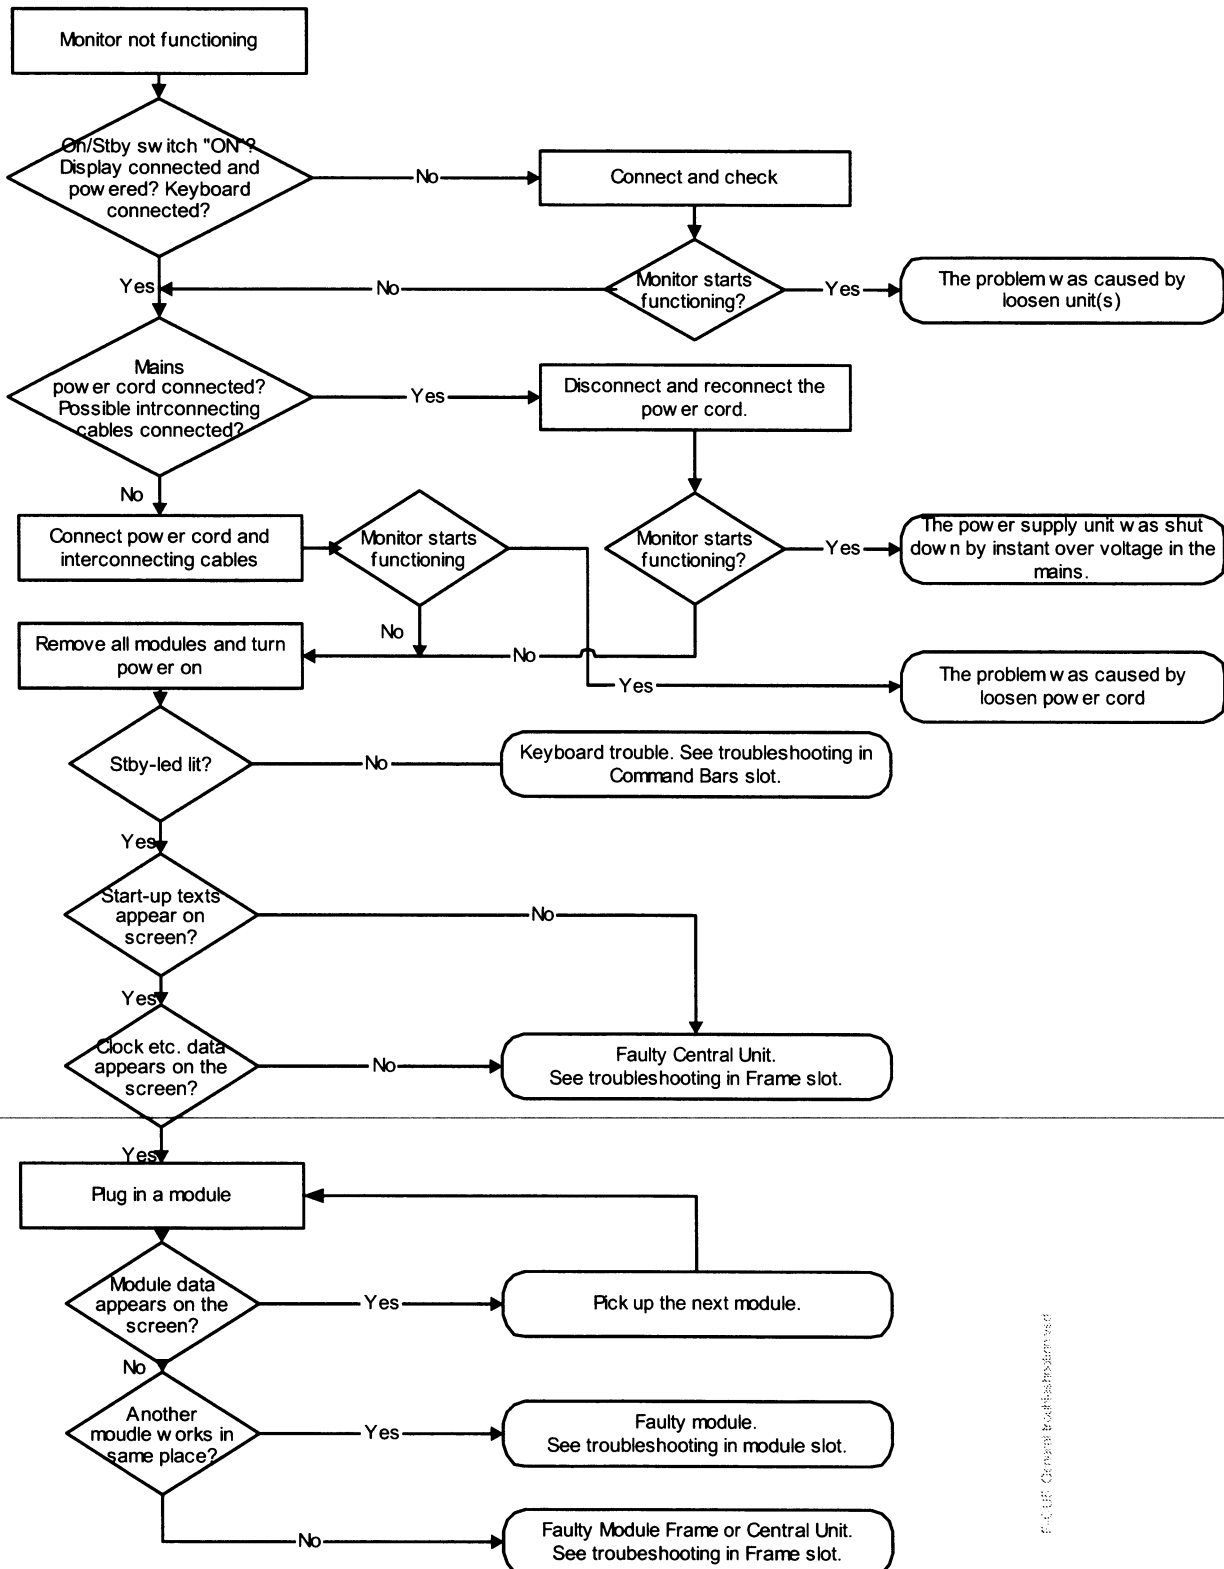 Monitor not functioning
On/Stby switch "ON"?
Display connected and
powered? Keyboard
connected?
No
Connect and check
Yes
No
Monitor starts
functioning?
Yes
The problem was caused by
loosen unit(s)
Mains
power cord connected?
Possible intrconnecting
cables connected?
Yes
Disconnect and reconnect the
power cord.
No
Connect power cord and
interconnecting cables
Monitor starts
functioning
Monitor starts
functioning?
Yes
The power supply unit was shut
down by instant over voltage in the
mains.
No
Remove all modules and turn
power on
No
Yes
The problem was caused by
loosen power cord
Stby-led lit?
No
Keyboard trouble. See troubleshooting in
Command Bars slot.
Yes
Start-up texts
appear on
screen?
No
Yes
Clock etc. data
appears on the
screen?
No
Faulty Central Unit.
See troubleshooting in Frame slot.
Yes
Plug in a module
Module data
appears on the
screen?
Yes
Pick up the next module.
No
Another
moudle works in
same place?
Yes
Faulty module.
See troubleshooting in module slot.
No
Faulty Module Frame or Central Unit.
See troubeshooting in Frame slot.
General troubleshooting.vsd